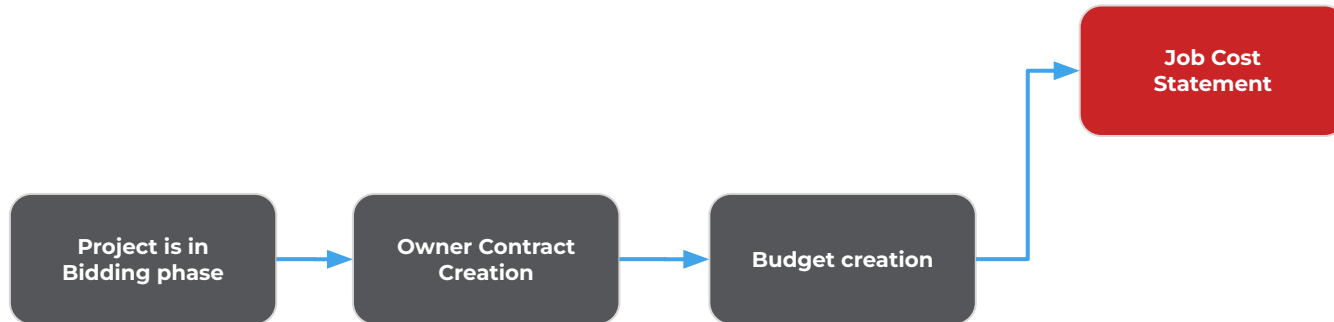 Job Cost
Statement
Project is in
Bidding phase
Owner Contract
Creation
Budget creation